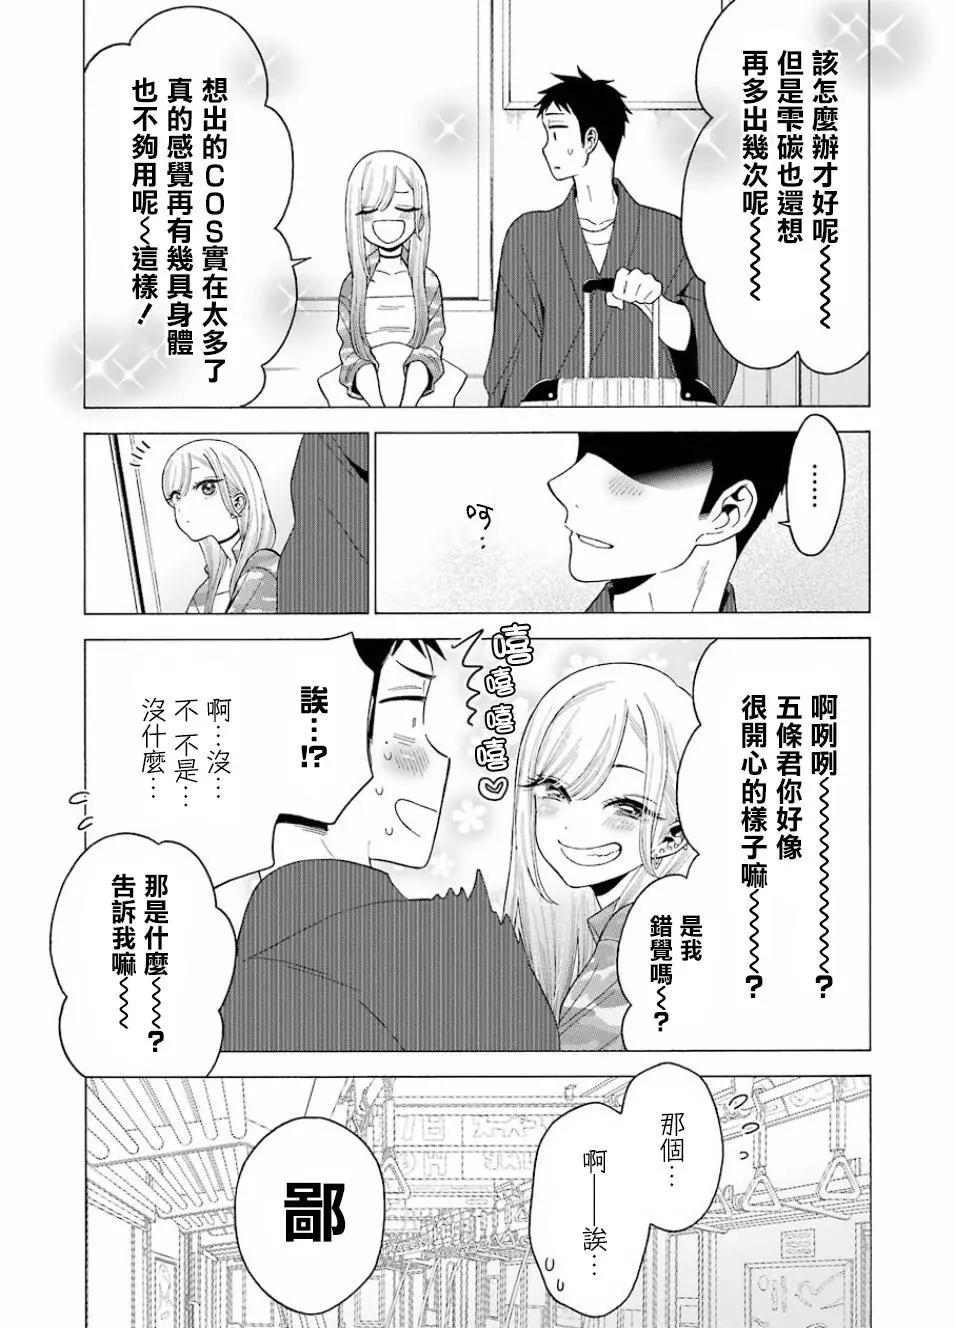 該怎麼辦才好呢～～～～～
但是雫碳也還想
再多出幾次呢～～～～
想出的COS實在太多了
真的感覺再有幾具身體
也不夠用呢～這樣！
……
呵…
啊咧咧～～～～～？
五條君你好像
很開心的樣子嘛～～～？
是我
錯覺嗎～？
嘻嘻嘻嘻♡
誒…!?
啊…沒…
不 不是…
沒什麼…
那是什麼～～？
告訴我嘛～～～
那個…
啊——誒…
鄙